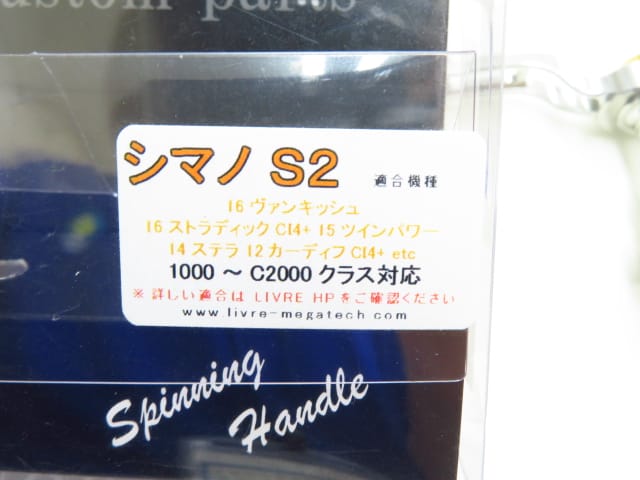 custom parts
シマノ S2 適合機種
16 ヴァンキッシュ
16 ストラディック CI4+ 15 ツインパワー
14 ステラ 12 カーディフ CI4+ etc
1000 ～ C2000 クラス対応
※ 詳しい適合は LIVRE HP をご確認ください
www.livre-megatech.com
Spinning
Handle